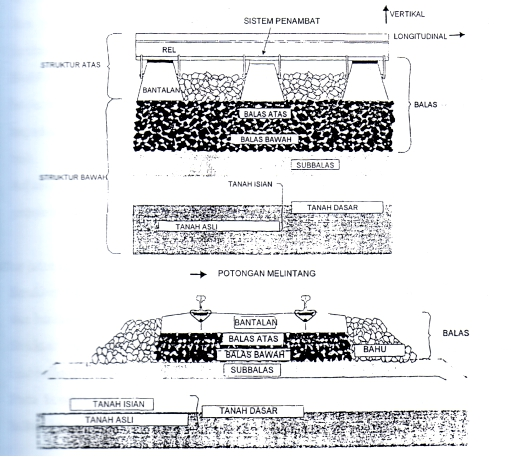 VERTIKAL
SISTEM PENAMBAT
LONGITUDINAL
REL
STRUKTUR ATAS
BANTALAN
BALAS
BALAS ATAS
BALAS BAWAH
SUBBALAS
STRUKTUR BAWAH
TANAH ISIAN
TANAH DASAR
TANAH ASLI
POTONGAN MELINTANG
BANTALAN
BALAS
BALAS ATAS
BAHU
BALAS BAWAH
SUBBALAS
TANAH ISIAN
TANAH DASAR
TANAH ASLI